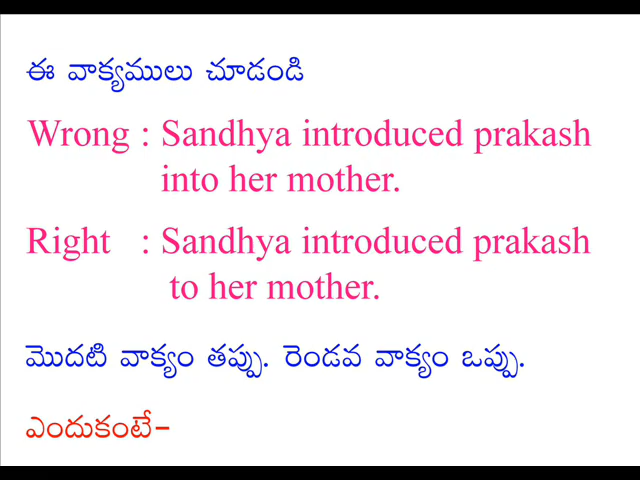 ఈ వాక్యములు చూడండి
Wrong : Sandhya introduced prakash
into her mother.
Right : Sandhya introduced prakash
to her mother.
మొదటి వాక్యం తప్పు. రెండవ వాక్యం ఒప్పు.
ఎందుకంటే-